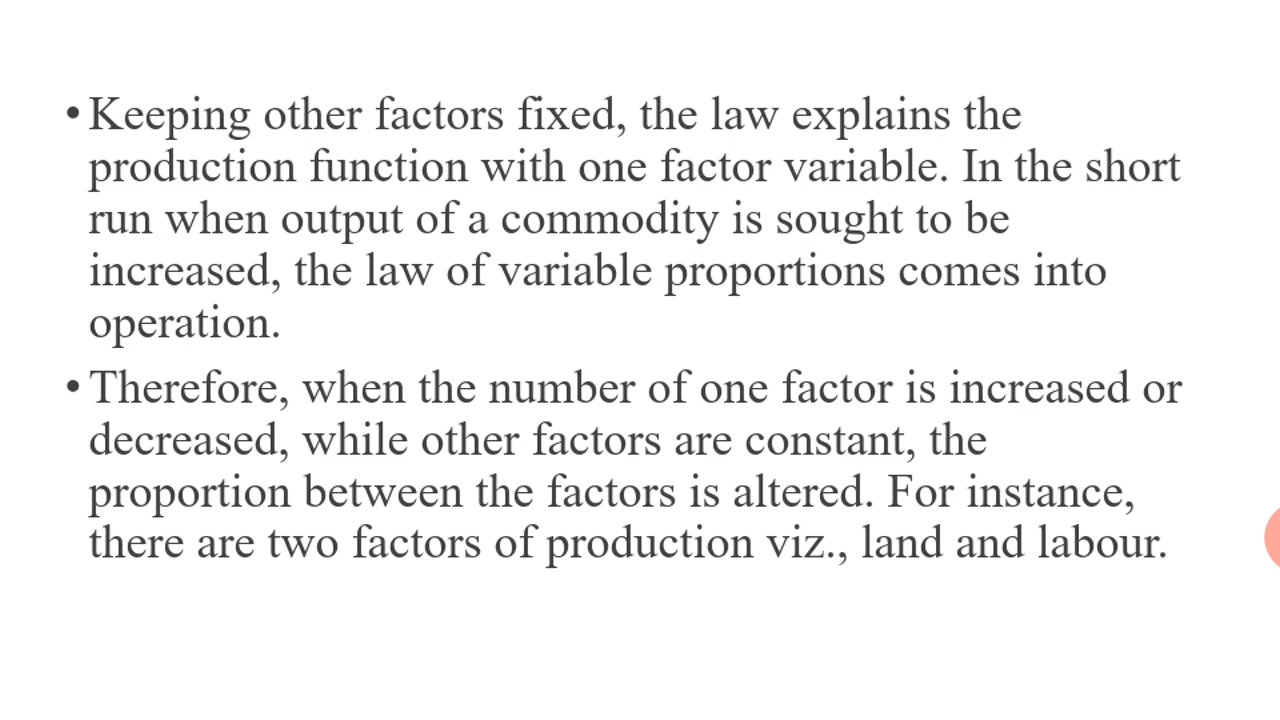 •Keeping other factors fixed, the law explains the
production function with one factor variable. In the short
run when output of a commodity is sought to be
increased, the law of variable proportions comes into
operation.
•Therefore, when the number of one factor is increased or
decreased, while other factors are constant, the
proportion between the factors is altered. For instance,
there are two factors of production viz., land and labour.